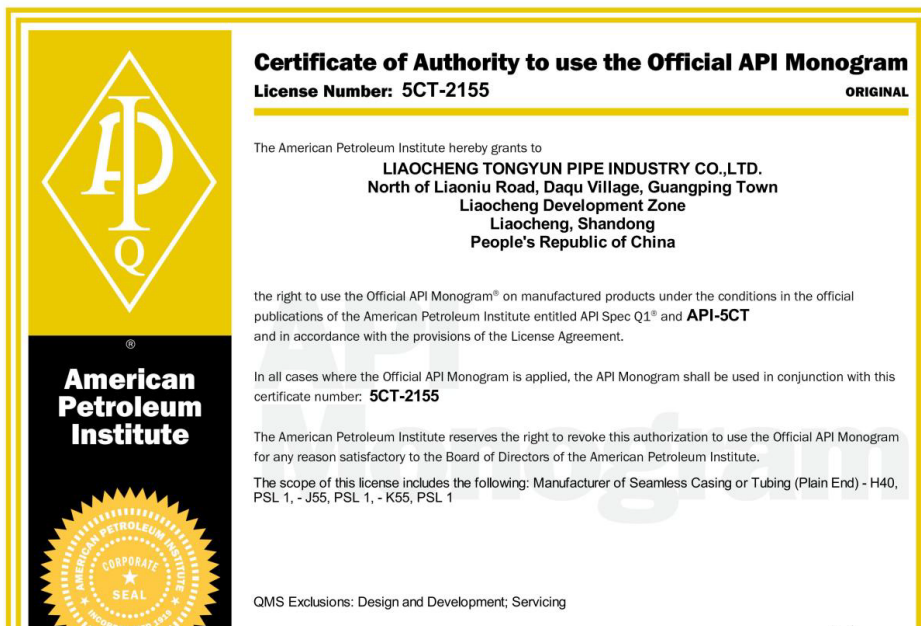 Certificate of Authority to use the Official API Monogram
License Number: 5CT-2155
ORIGINAL
The American Petroleum Institute hereby grants to
LIAOCHENG TONGYUN PIPE INDUSTRY CO.,LTD.
North of Liaoniu Road, Daqu Village, Guangping Town
Liaocheng Development Zone
Liaocheng, Shandong
People's Republic of China
the right to use the Official API Monogram® on manufactured products under the conditions in the official
publications of the American Petroleum Institute entitled API Spec Q1® and API-5CT
and in accordance with the provisions of the License Agreement.
In all cases where the Official API Monogram is applied, the API Monogram shall be used in conjunction with this
certificate number: 5CT-2155
The American Petroleum Institute reserves the right to revoke this authorization to use the Official API Monogram
for any reason satisfactory to the Board of Directors of the American Petroleum Institute.
The scope of this license includes the following: Manufacturer of Seamless Casing or Tubing (Plain End) - H40,
PSL 1, - J55, PSL 1, - K55, PSL 1
QMS Exclusions: Design and Development; Servicing
API
Monogram
API
Q
®
American
Petroleum
Institute
AMERICAN PETROLEUM INSTITUTE
CORPORATE
SEAL